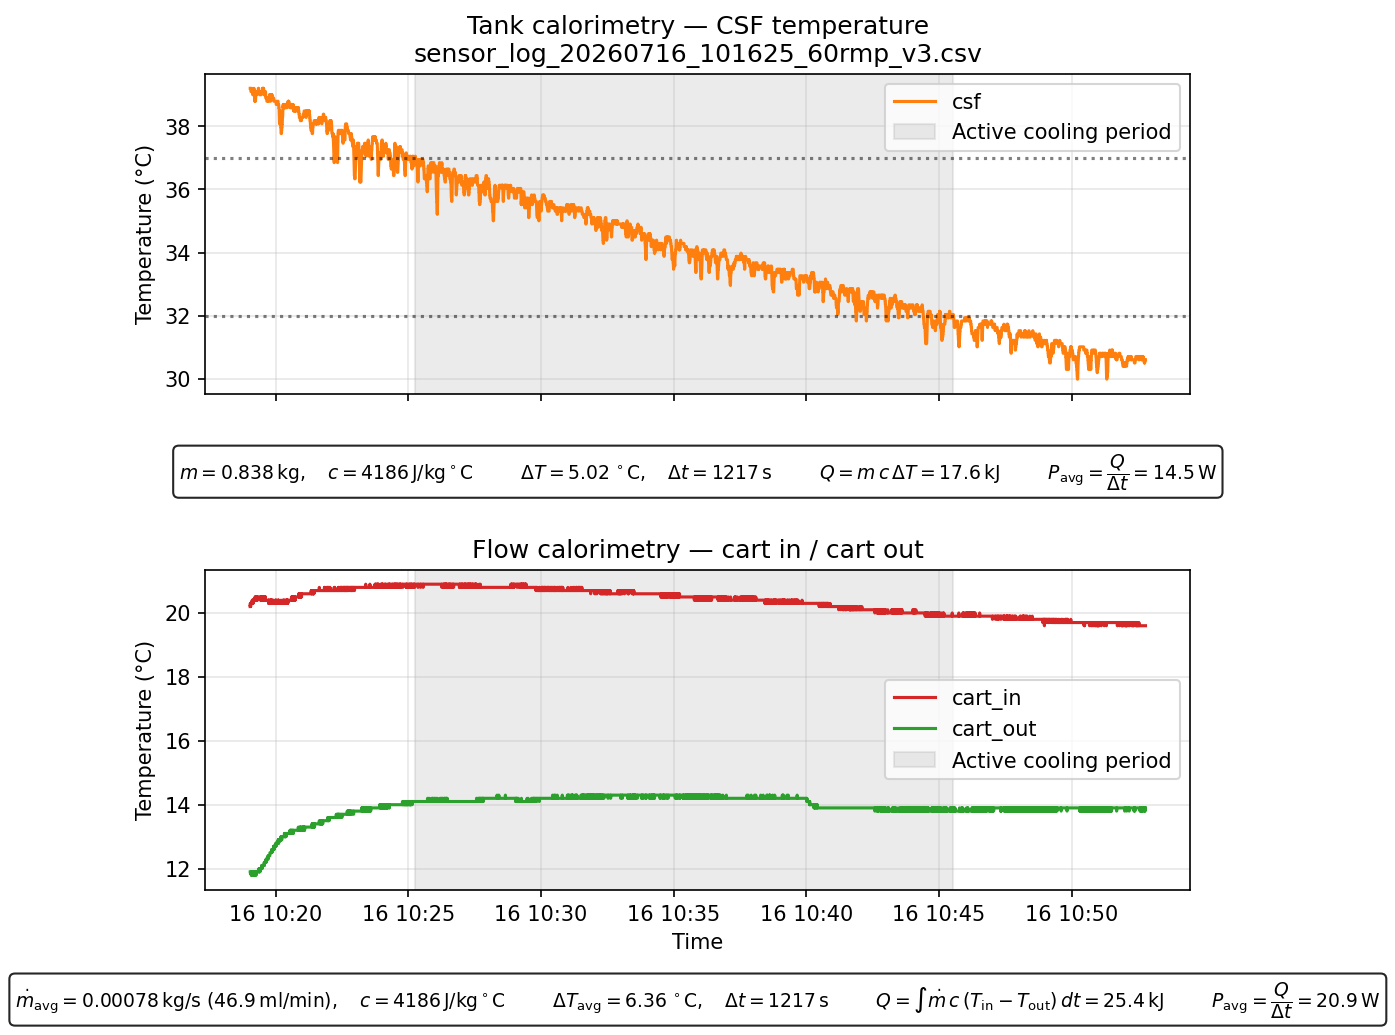 Tank calorimetry — CSF temperature
sensor_log_20260716_101625_60rmp_v3.csv
Temperature (°C)
38
36
34
32
30
csf
Active cooling period
m = 0.838 kg, c = 4186 J/kg °C ΔT = 5.02 °C, Δt = 1217 s Q = m c ΔT = 17.6 kJ P_avg = Q/Δt = 14.5 W
Flow calorimetry — cart in / cart out
Temperature (°C)
20
18
16
14
12
cart_in
cart_out
Active cooling period
16 10:20 16 10:25 16 10:30 16 10:35 16 10:40 16 10:45 16 10:50
Time
ṁ_avg = 0.00078 kg/s (46.9 ml/min), c = 4186 J/kg °C ΔT_avg = 6.36 °C, Δt = 1217 s Q = ∫ ṁ c (T_in − T_out) dt = 25.4 kJ P_avg = Q/Δt = 20.9 W